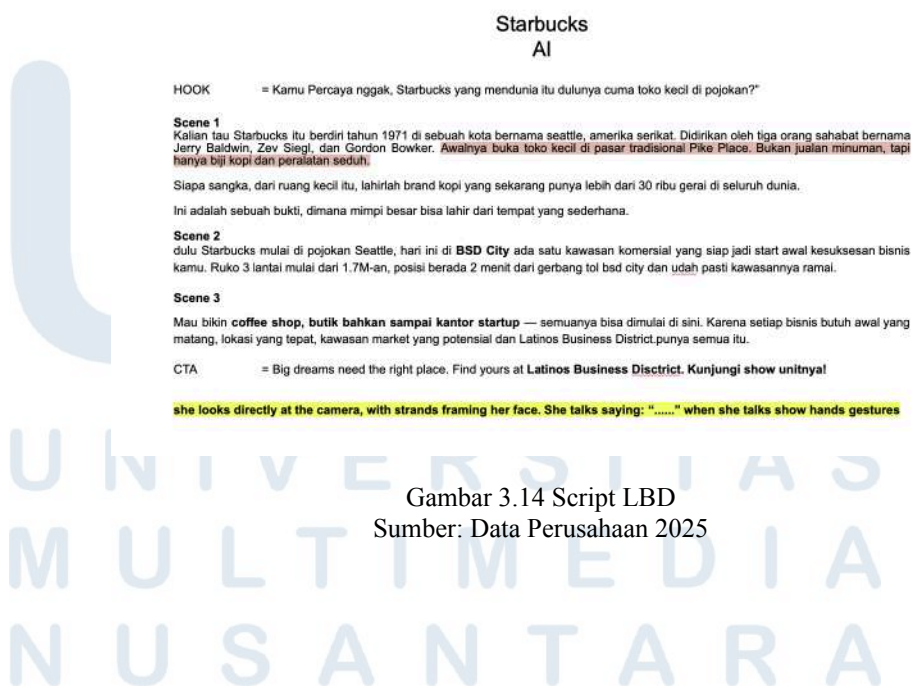 Starbucks
AI
HOOK = Kamu Percaya nggak, Starbucks yang mendunia itu dulunya cuma toko kecil di pojokan?"
Scene 1
Kalian tau Starbucks itu berdiri tahun 1971 di sebuah kota bernama seattle, amerika serikat. Didirikan oleh tiga orang sahabat bernama
Jerry Baldwin, Zev Siegl, dan Gordon Bowker. Awalnya buka toko kecil di pasar tradisional Pike Place. Bukan jualan minuman, tapi
hanya biji kopi dan peralatan seduh.
Siapa sangka, dari ruang kecil itu, lahirlah brand kopi yang sekarang punya lebih dari 30 ribu gerai di seluruh dunia.
Ini adalah sebuah bukti, dimana mimpi besar bisa lahir dari tempat yang sederhana.
Scene 2
dulu Starbucks mulai di pojokan Seattle, hari ini di BSD City ada satu kawasan komersial yang siap jadi start awal kesuksesan bisnis
kamu. Ruko 3 lantai mulai dari 1.7M-an, posisi berada 2 menit dari gerbang tol bsd city dan udah pasti kawasannya ramai.
Scene 3
Mau bikin coffee shop, butik bahkan sampai kantor startup — semuanya bisa dimulai di sini. Karena setiap bisnis butuh awal yang
matang, lokasi yang tepat, kawasan market yang potensial dan Latinos Business District.punya semua itu.
CTA = Big dreams need the right place. Find yours at Latinos Business Disctrict. Kunjungi show unitnya!
she looks directly at the camera, with strands framing her face. She talks saying: “......” when she talks show hands gestures
Gambar 3.14 Script LBD
Sumber: Data Perusahaan 2025
UNIVERSITAS
MULTIMEDIA
NUSANTARA